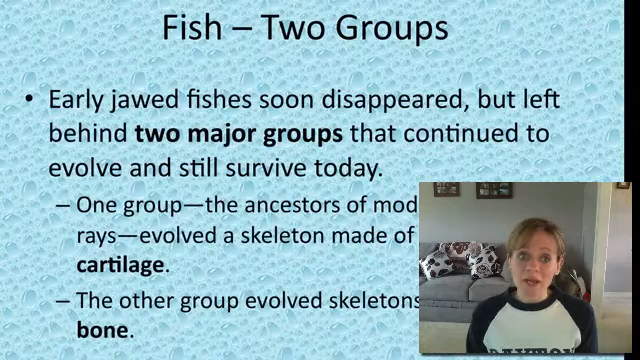 Fish – Two Groups
• Early jawed fishes soon disappeared, but left
behind two major groups that continued to
evolve and still survive today.
– One group—the ancestors of mod
rays—evolved a skeleton made of
cartilage.
– The other group evolved skeletons
bone.